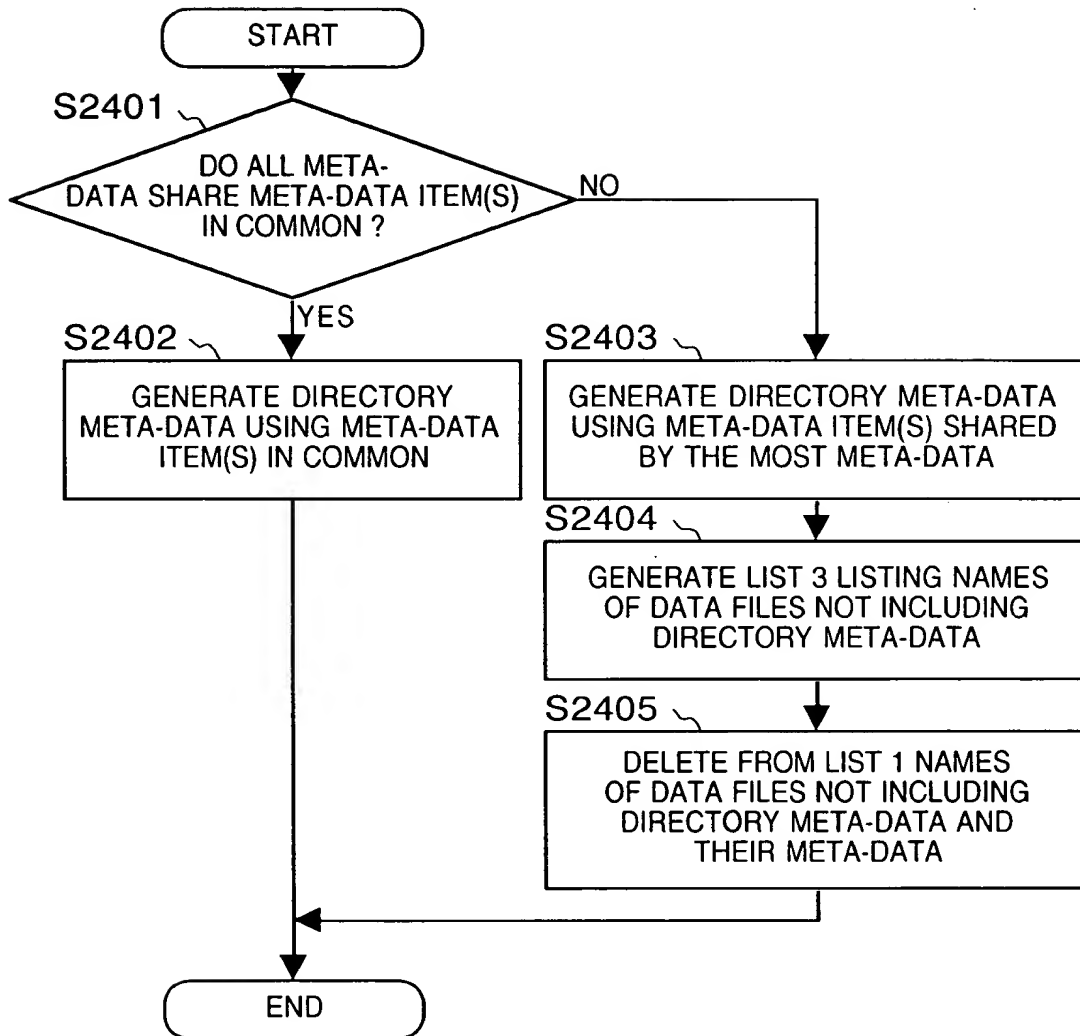 START
S2401
DO ALL META-
DATA SHARE META-DATA ITEM(S)
IN COMMON ?
NO
YES
S2402
GENERATE DIRECTORY
META-DATA USING META-DATA
ITEM(S) IN COMMON
S2403
GENERATE DIRECTORY META-DATA
USING META-DATA ITEM(S) SHARED
BY THE MOST META-DATA
S2404
GENERATE LIST 3 LISTING NAMES
OF DATA FILES NOT INCLUDING
DIRECTORY META-DATA
S2405
DELETE FROM LIST 1 NAMES
OF DATA FILES NOT INCLUDING
DIRECTORY META-DATA AND
THEIR META-DATA
END